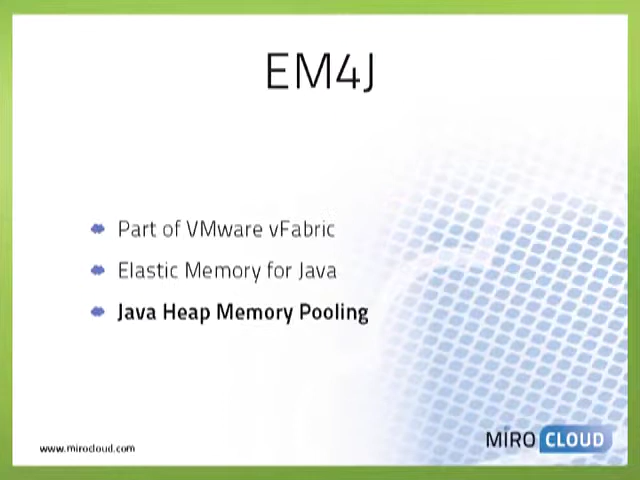 EM4J
Part of VMware vFabric
Elastic Memory for Java
Java Heap Memory Pooling
www.mirocloud.com
MIRO CLOUD